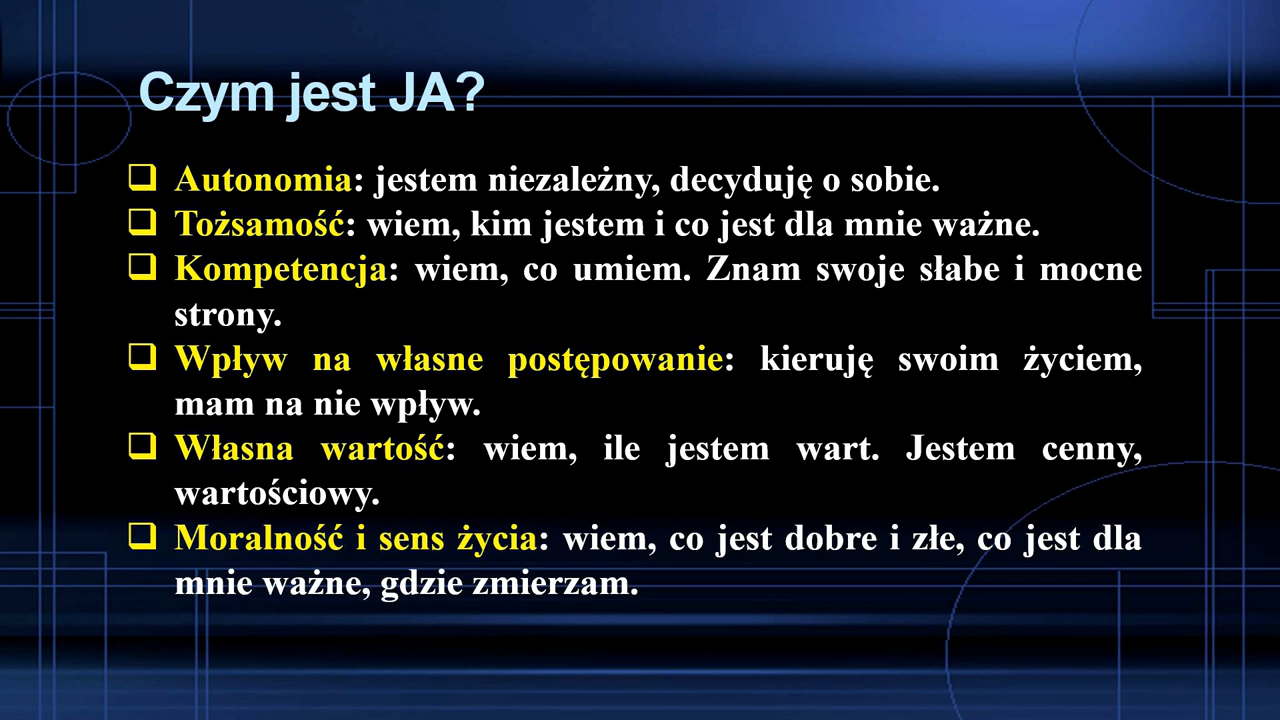 Czym jest JA?
Autonomia: jestem niezależny, decyduję o sobie.
Tożsamość: wiem, kim jestem i co jest dla mnie ważne.
Kompetencja: wiem, co umiem. Znam swoje słabe i mocne
strony.
Wpływ na własne postępowanie: kieruję swoim życiem,
mam na nie wpływ.
Własna wartość: wiem, ile jestem wart. Jestem cenny,
wartościowy.
Moralność i sens życia: wiem, co jest dobre i złe, co jest dla
mnie ważne, gdzie zmierzam.